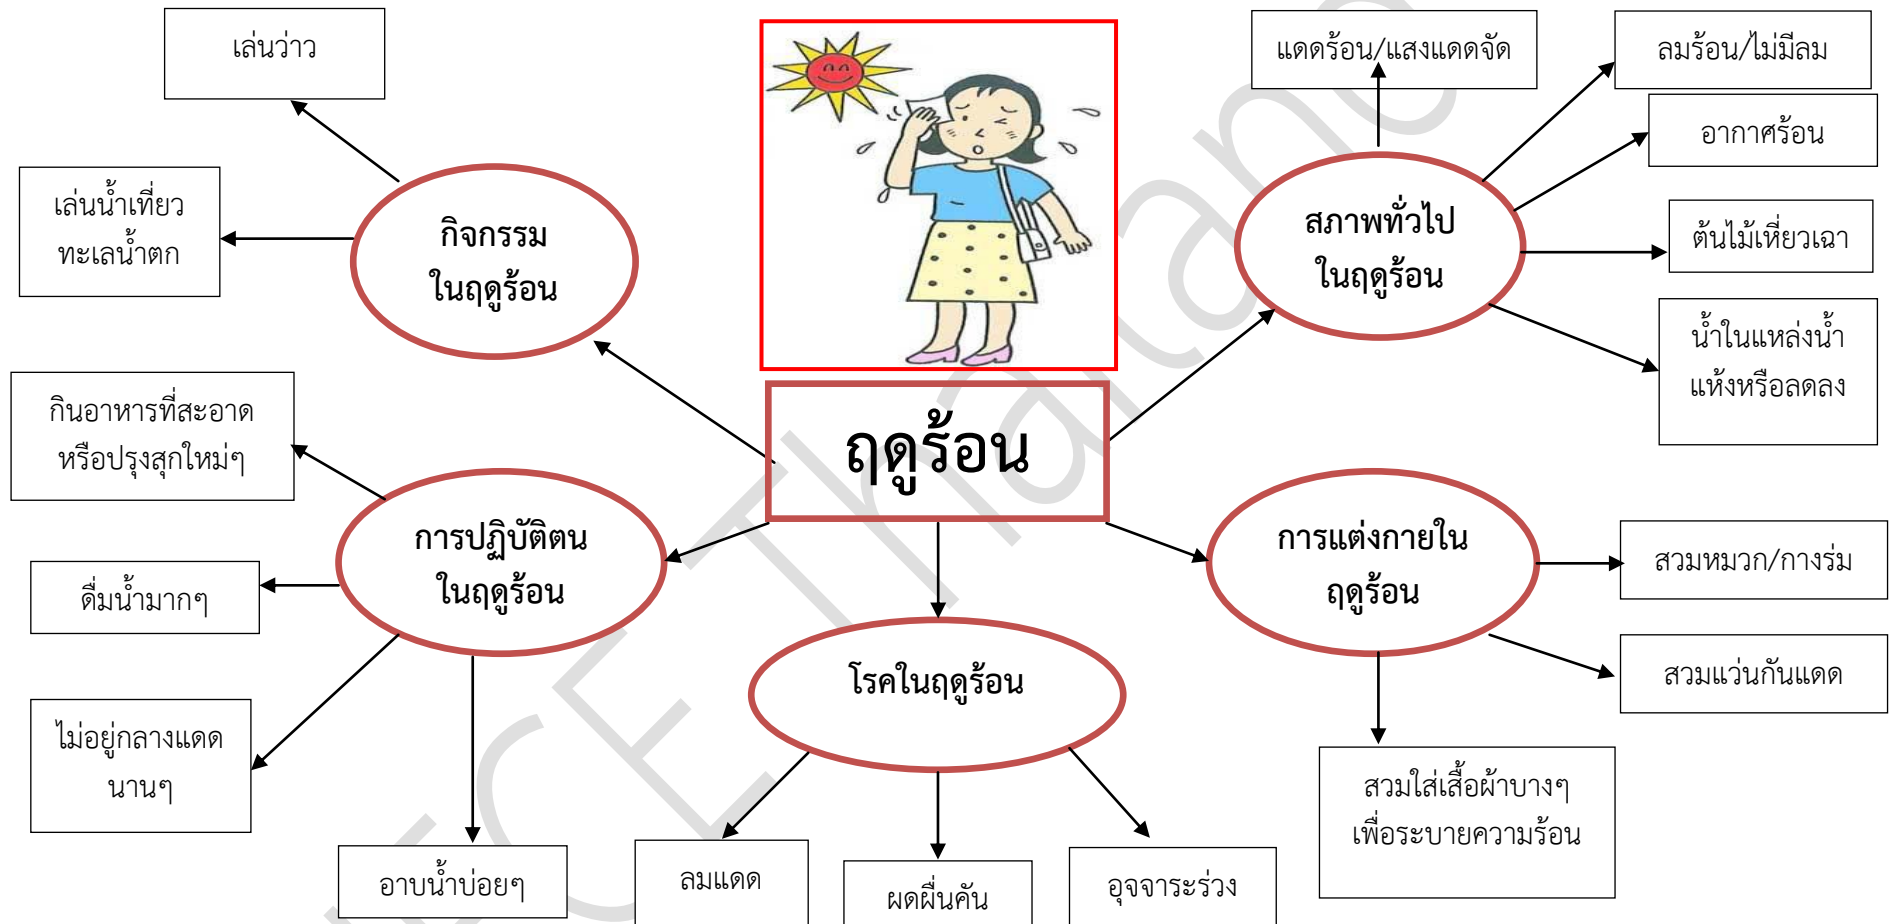 เล่นว่าว
แดดร้อน/แสงแดดจัด
ลมร้อน/ไม่มีลม
อากาศร้อน
เล่นน้ำเที่ยว
ทะเลน้ำตก
กิจกรรม
ในฤดูร้อน
สภาพทั่วไป
ในฤดูร้อน
ต้นไม้เหี่ยวเฉา
น้ำในแหล่งน้ำ
แห้งหรือลดลง
กินอาหารที่สะอาด
หรือปรุงสุกใหม่ๆ
ฤดูร้อน
การปฏิบัติตน
ในฤดูร้อน
การแต่งกายใน
ฤดูร้อน
สวมหมวก/กางร่ม
ดื่มน้ำมากๆ
โรคในฤดูร้อน
สวมแว่นกันแดด
ไม่อยู่กลางแดด
นานๆ
สวมใส่เสื้อผ้าบางๆ
เพื่อระบายความร้อน
อาบน้ำบ่อยๆ
ลมแดด
ผดผื่นคัน
อุจจาระร่วง